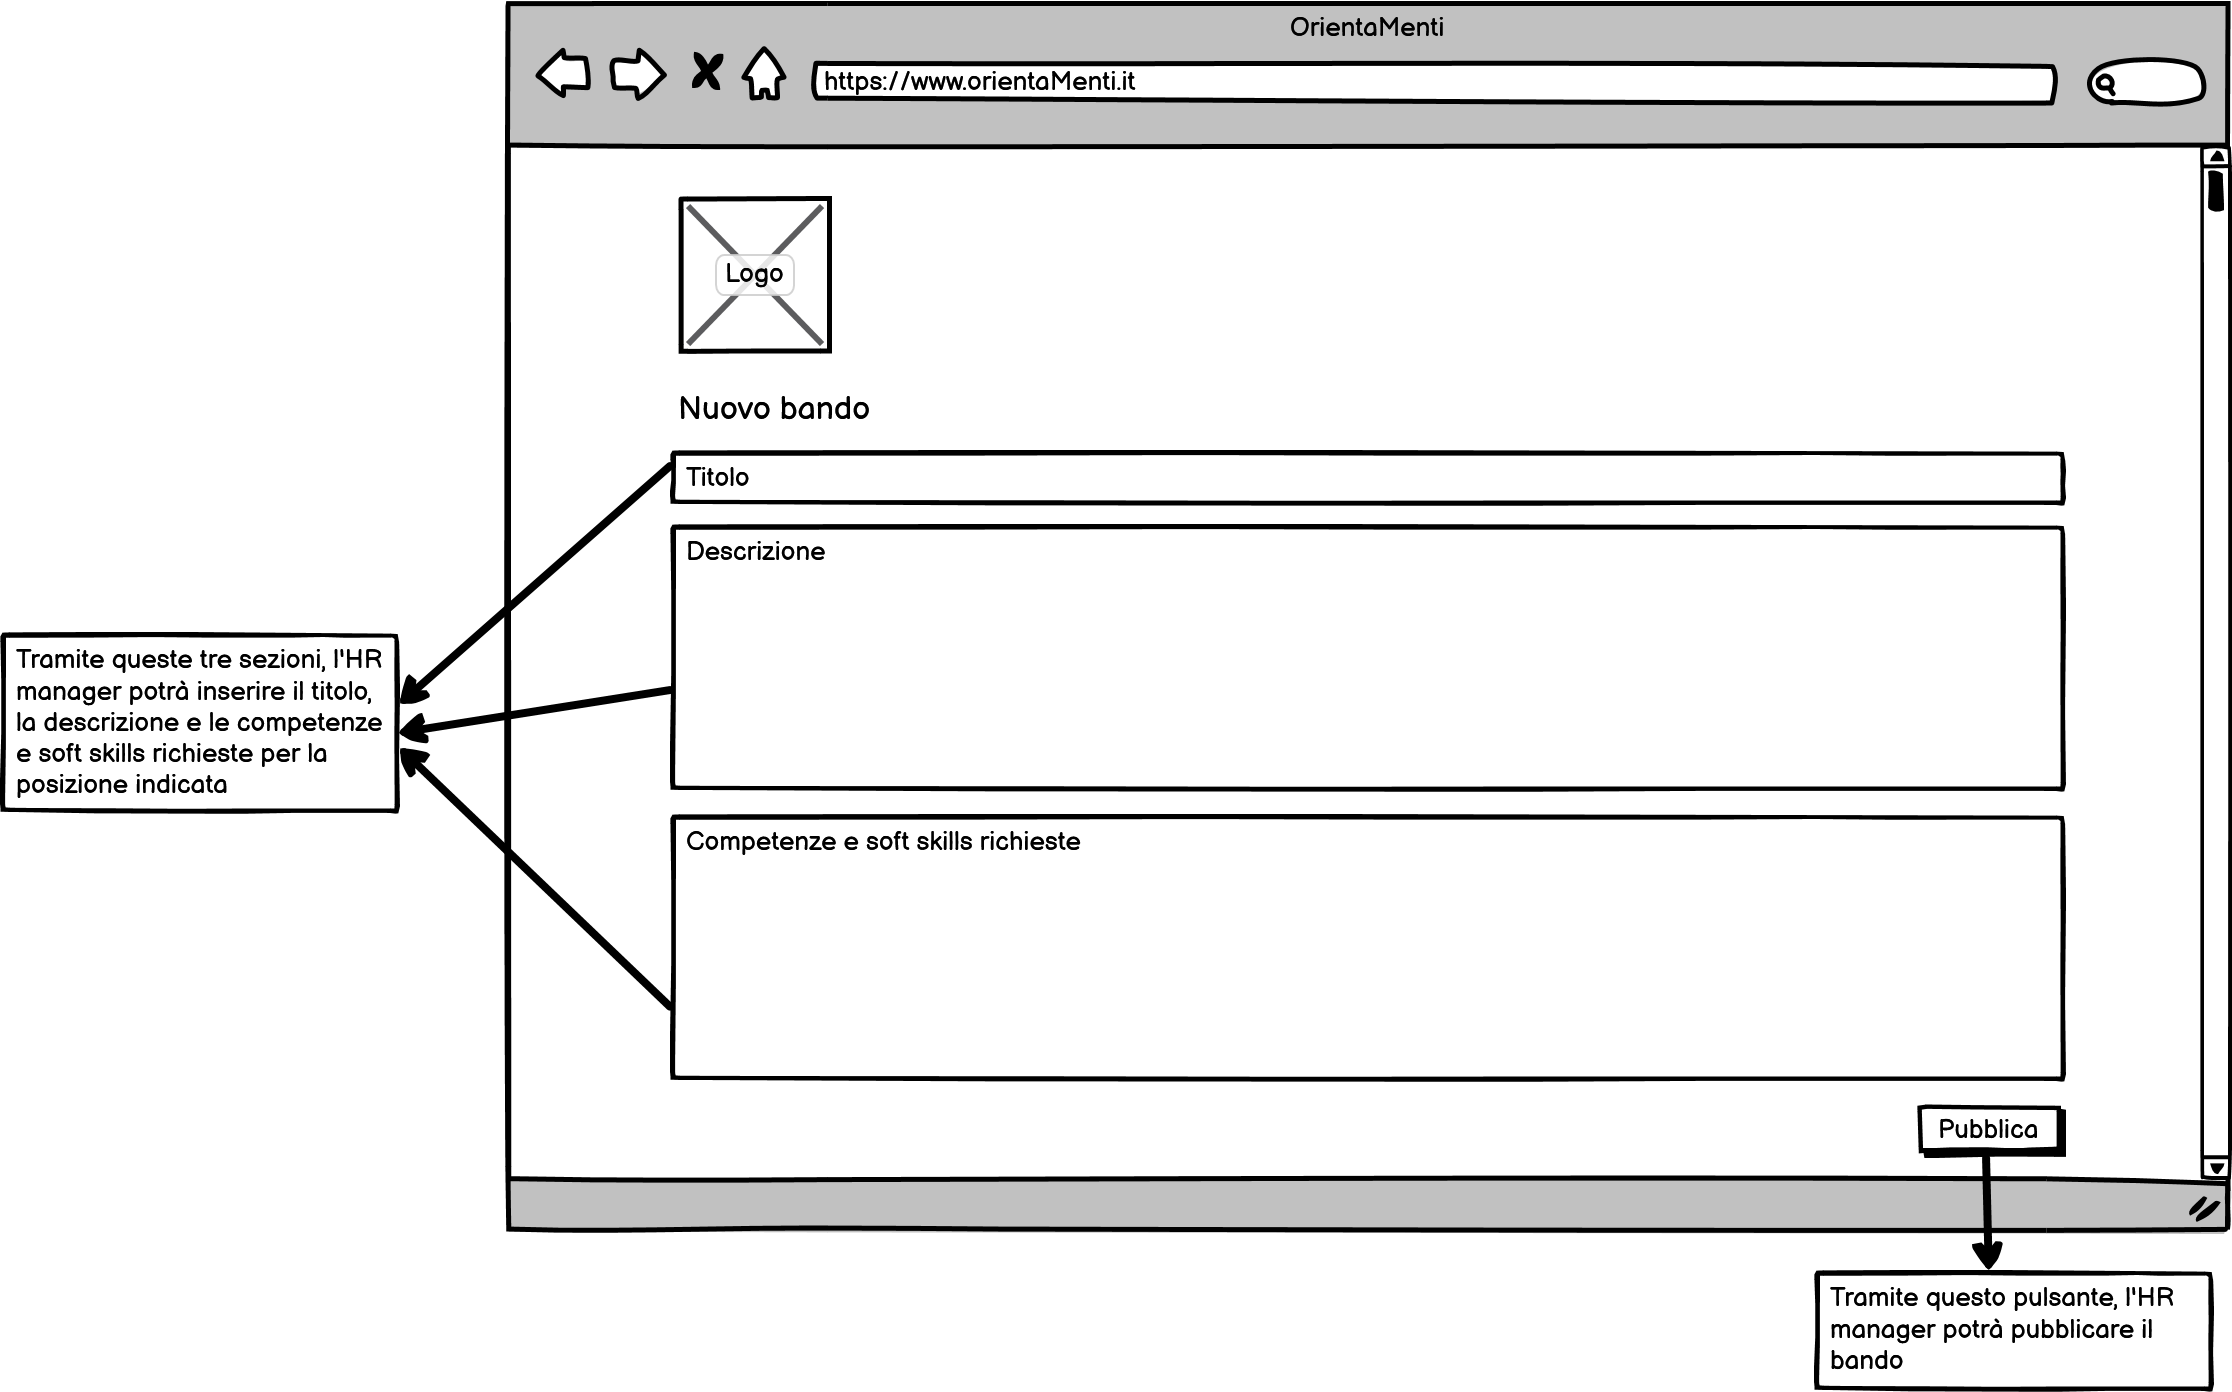 OrientaMenti
https://www.orientaMenti.it
Logo
Nuovo bando
Titolo
Descrizione
Tramite queste tre sezioni, l'HR
manager potrà inserire il titolo,
la descrizione e le competenze
e soft skills richieste per la
posizione indicata
Competenze e soft skills richieste
Pubblica
Tramite questo pulsante, l'HR
manager potrà pubblicare il
bando